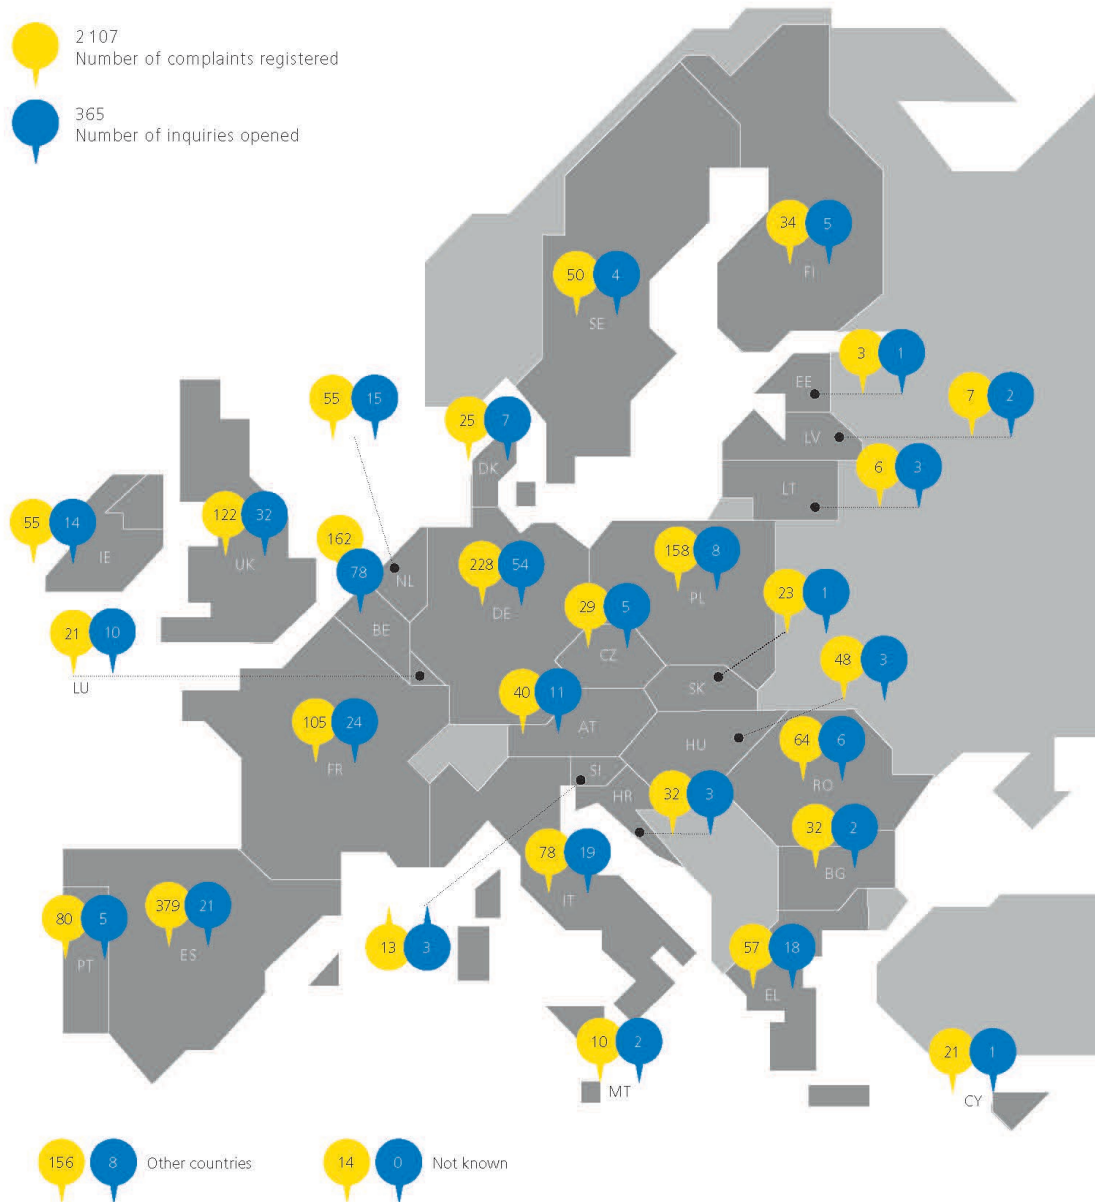 2 107
Number of complaints registered
365
Number of inquiries opened
34 5
FI
50 4
SE
3 1
EE
55 15
7 2
25 7
LV
DK
6 3
LT
55 14
IE
122 32
UK
162
78
NL
228 54
DE
158 8
PL
23 1
29 5
CZ
BE
21 10
LU
48 3
SK
40 11
AT
105 24
FR
HU
64 6
RO
SI
HR
32 3
32 2
BG
78 19
IT
80 5
PT
379 21
ES
13 3
57 18
EL
10 2
MT
21 1
CY
156 8 Other countries
14 0 Not known